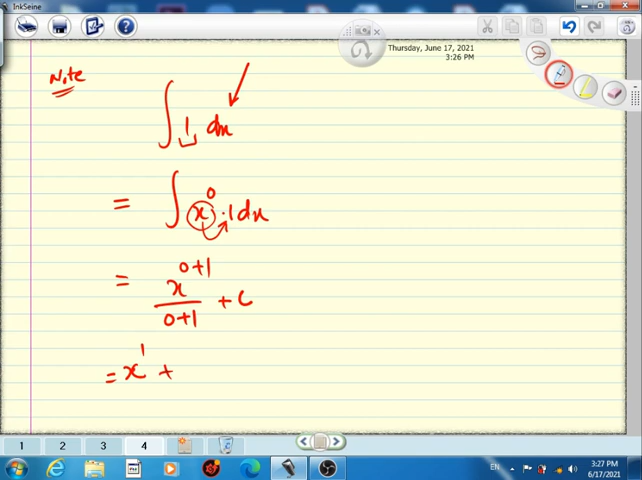 InkSeine
Thursday, June 17, 2021
3:26 PM
Note
∫ 1 dx
= ∫ x⁰ · 1 dx
= x⁰⁺¹ / 0+1 + c
= x¹ +
1 2 3 4
EN 3:27 PM
6/17/2021